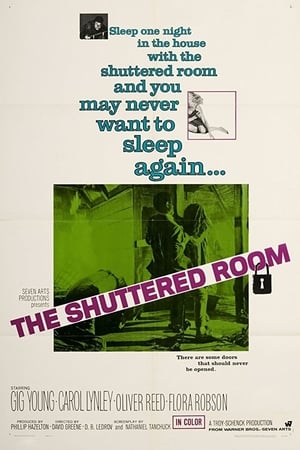 Sleep one night
in the house
with the
shuttered room
and you
may never
want to
sleep
again...
SEVEN ARTS
PRODUCTIONS
presents
THE SHUTTERED ROOM
There are some doors
that should never
be opened.
STARRING
GIG YOUNG · CAROL LYNLEY · OLIVER REED · FLORA ROBSON
PRODUCED BY DIRECTED BY SCREENPLAY BY
PHILLIP HAZELTON DAVID GREENE D. B. LEDROV AND NATHANIEL TANCHUCK
IN COLOR
A TROY-SCHENCK PRODUCTION
FROM WARNER BROS.-SEVEN ARTS